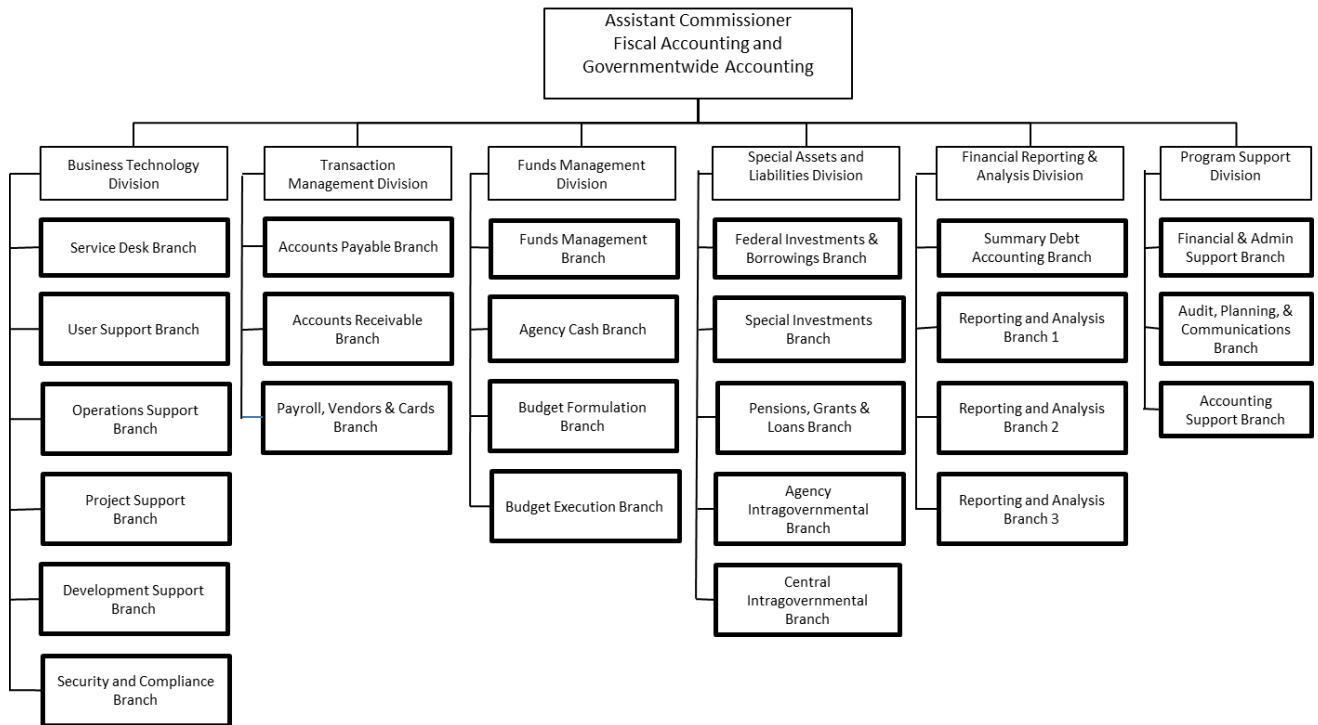 Assistant Commissioner
Fiscal Accounting and
Governmentwide Accounting
Business Technology
Division
Service Desk Branch
User Support Branch
Operations Support
Branch
Project Support
Branch
Development Support
Branch
Security and Compliance
Branch
Transaction
Management Division
Accounts Payable Branch
Accounts Receivable
Branch
Payroll, Vendors & Cards
Branch
Funds Management
Division
Funds Management
Branch
Agency Cash Branch
Budget Formulation
Branch
Budget Execution Branch
Special Assets and
Liabilities Division
Federal Investments &
Borrowings Branch
Special Investments
Branch
Pensions, Grants &
Loans Branch
Agency
Intragovernmental
Branch
Central
Intragovernmental
Branch
Financial Reporting &
Analysis Division
Summary Debt
Accounting Branch
Reporting and Analysis
Branch 1
Reporting and Analysis
Branch 2
Reporting and Analysis
Branch 3
Program Support
Division
Financial & Admin
Support Branch
Audit, Planning, &
Communications
Branch
Accounting
Support Branch